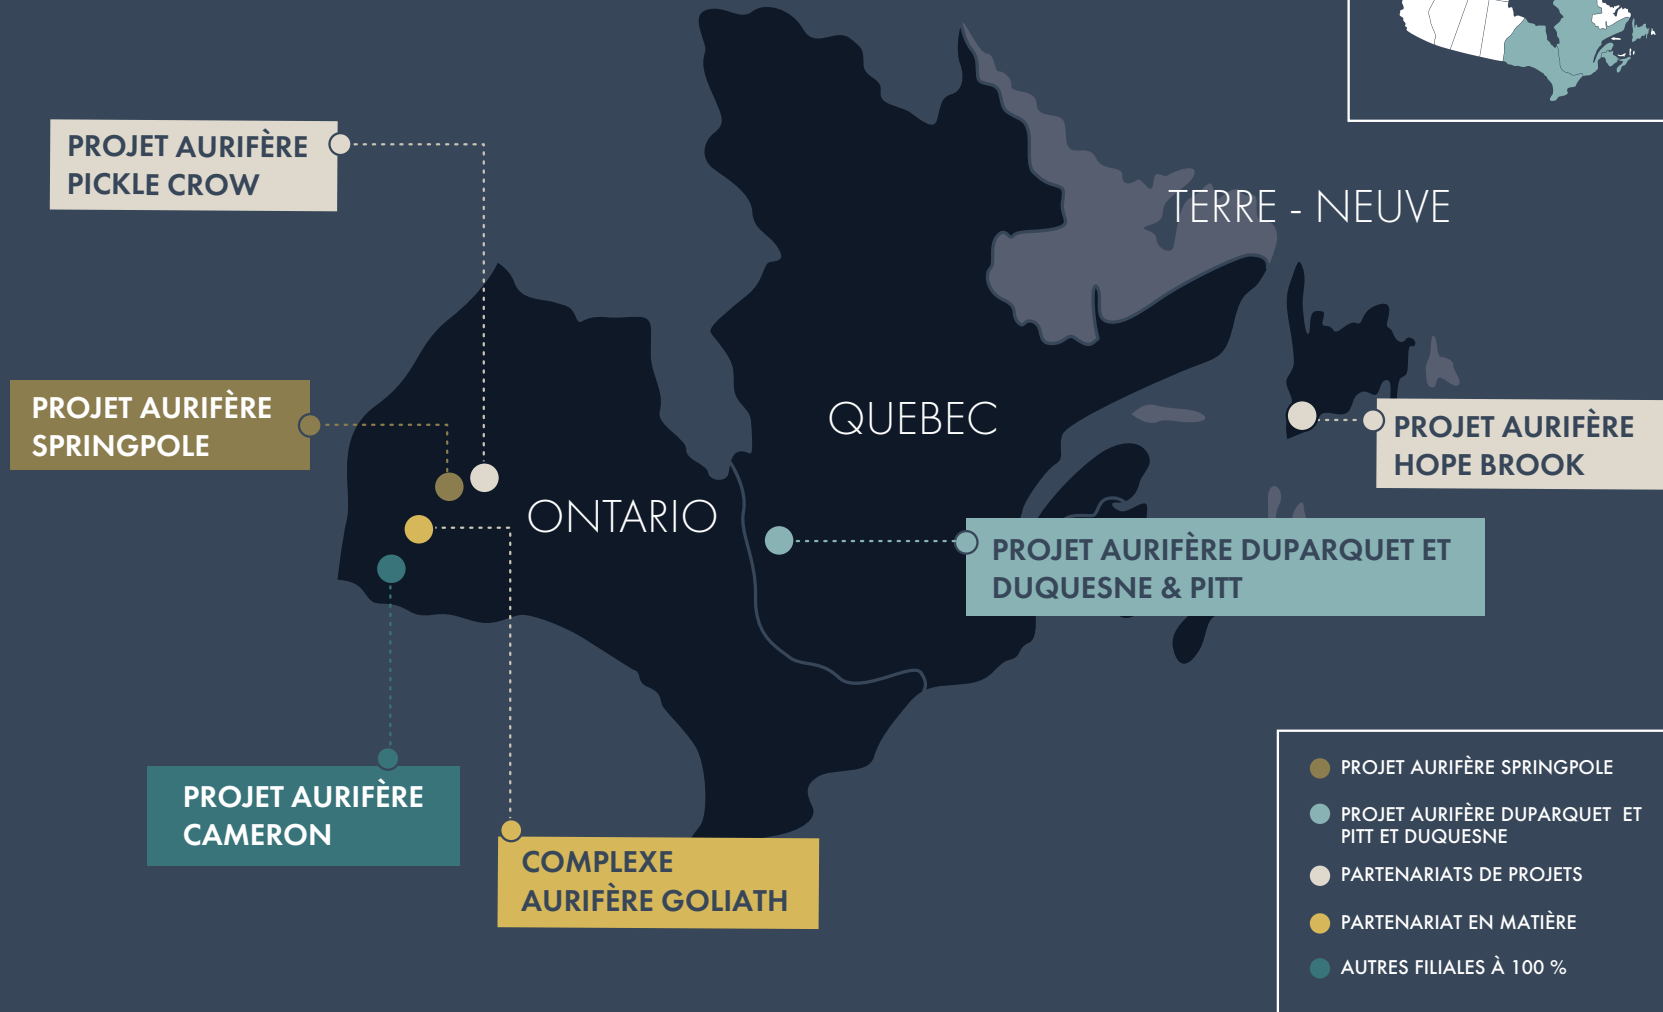 PROJET AURIFÈRE
PICKLE CROW
TERRE - NEUVE
PROJET AURIFÈRE
SPRINGPOLE
QUEBEC
PROJET AURIFÈRE
HOPE BROOK
ONTARIO
PROJET AURIFÈRE DUPARQUET ET
DUQUESNE & PITT
PROJET AURIFÈRE
CAMERON
COMPLEXE
AURIFÈRE GOLIATH
PROJET AURIFÈRE SPRINGPOLE
PROJET AURIFÈRE DUPARQUET ET
PITT ET DUQUESNE
PARTENARIATS DE PROJETS
PARTENARIAT EN MATIÈRE
AUTRES FILIALES À 100 %